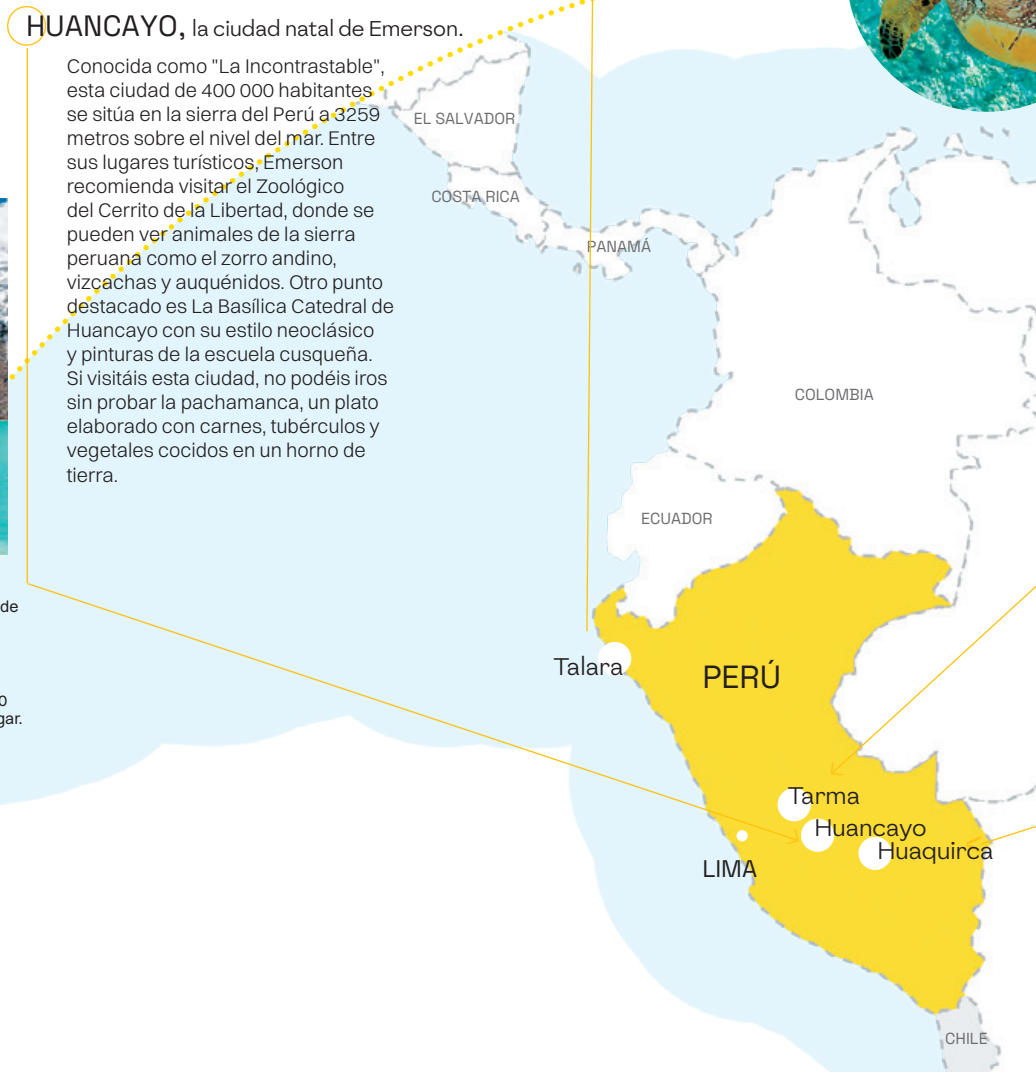 HUANCAYO, la ciudad natal de Emerson.
Conocida como "La Incontrastable",
esta ciudad de 400 000 habitantes
se sitúa en la sierra del Perú a 3259
metros sobre el nivel del mar. Entre
sus lugares turísticos, Emerson
recomienda visitar el Zoológico
del Cerrito de la Libertad, donde se
pueden ver animales de la sierra
peruana como el zorro andino,
vizcachas y auquénidos. Otro punto
destacado es La Basílica Catedral de
Huancayo con su estilo neoclásico
y pinturas de la escuela cusqueña.
Si visitáis esta ciudad, no podéis iros
sin probar la pachamanca, un plato
elaborado con carnes, tubérculos y
vegetales cocidos en un horno de
tierra.
de
0
gar.
EL SALVADOR
COSTA RICA
PANAMÁ
COLOMBIA
ECUADOR
Talara
PERÚ
Tarma
Huancayo
Huaquirca
LIMA
CHILE